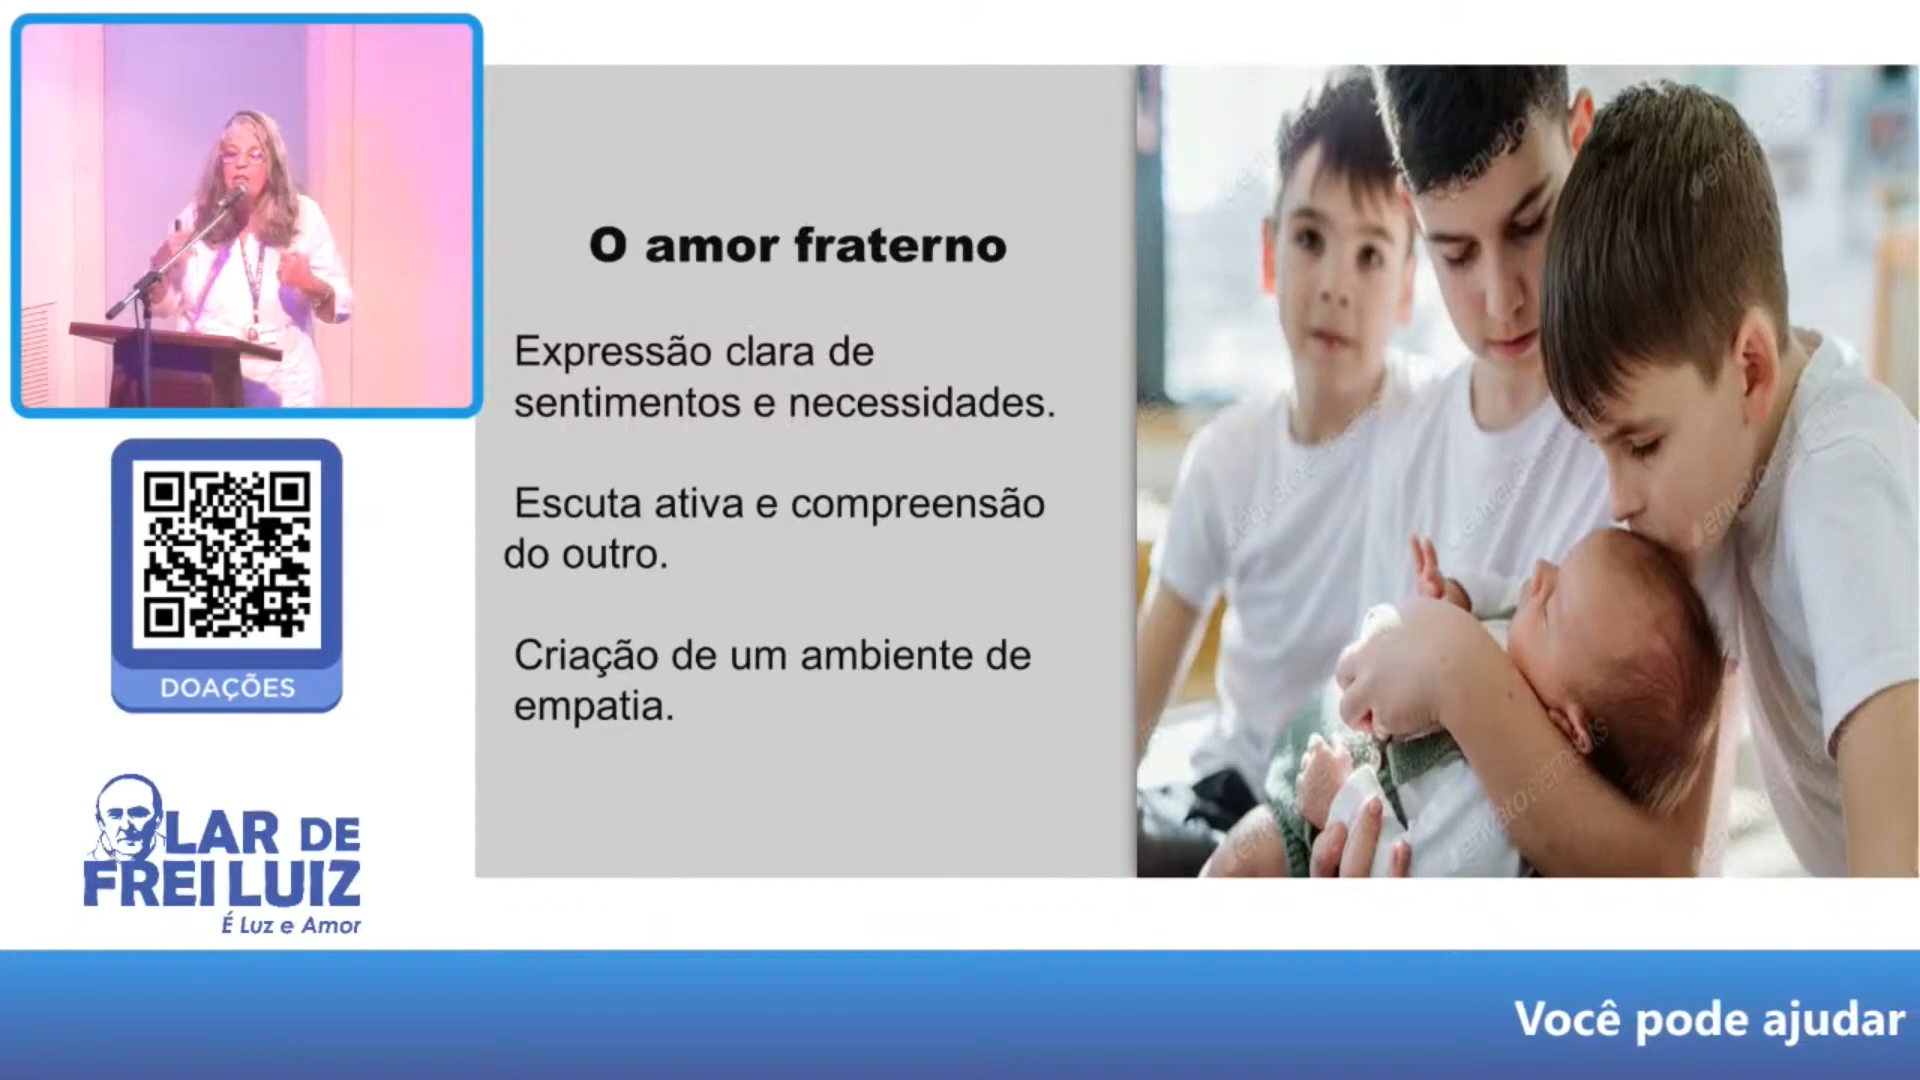 O amor fraterno
Expressão clara de
sentimentos e necessidades.
Escuta ativa e compreensão
do outro.
Criação de um ambiente de
empatia.
DOAÇÕES
LAR DE
FREI LUIZ
É Luz e Amor
Você pode ajudar